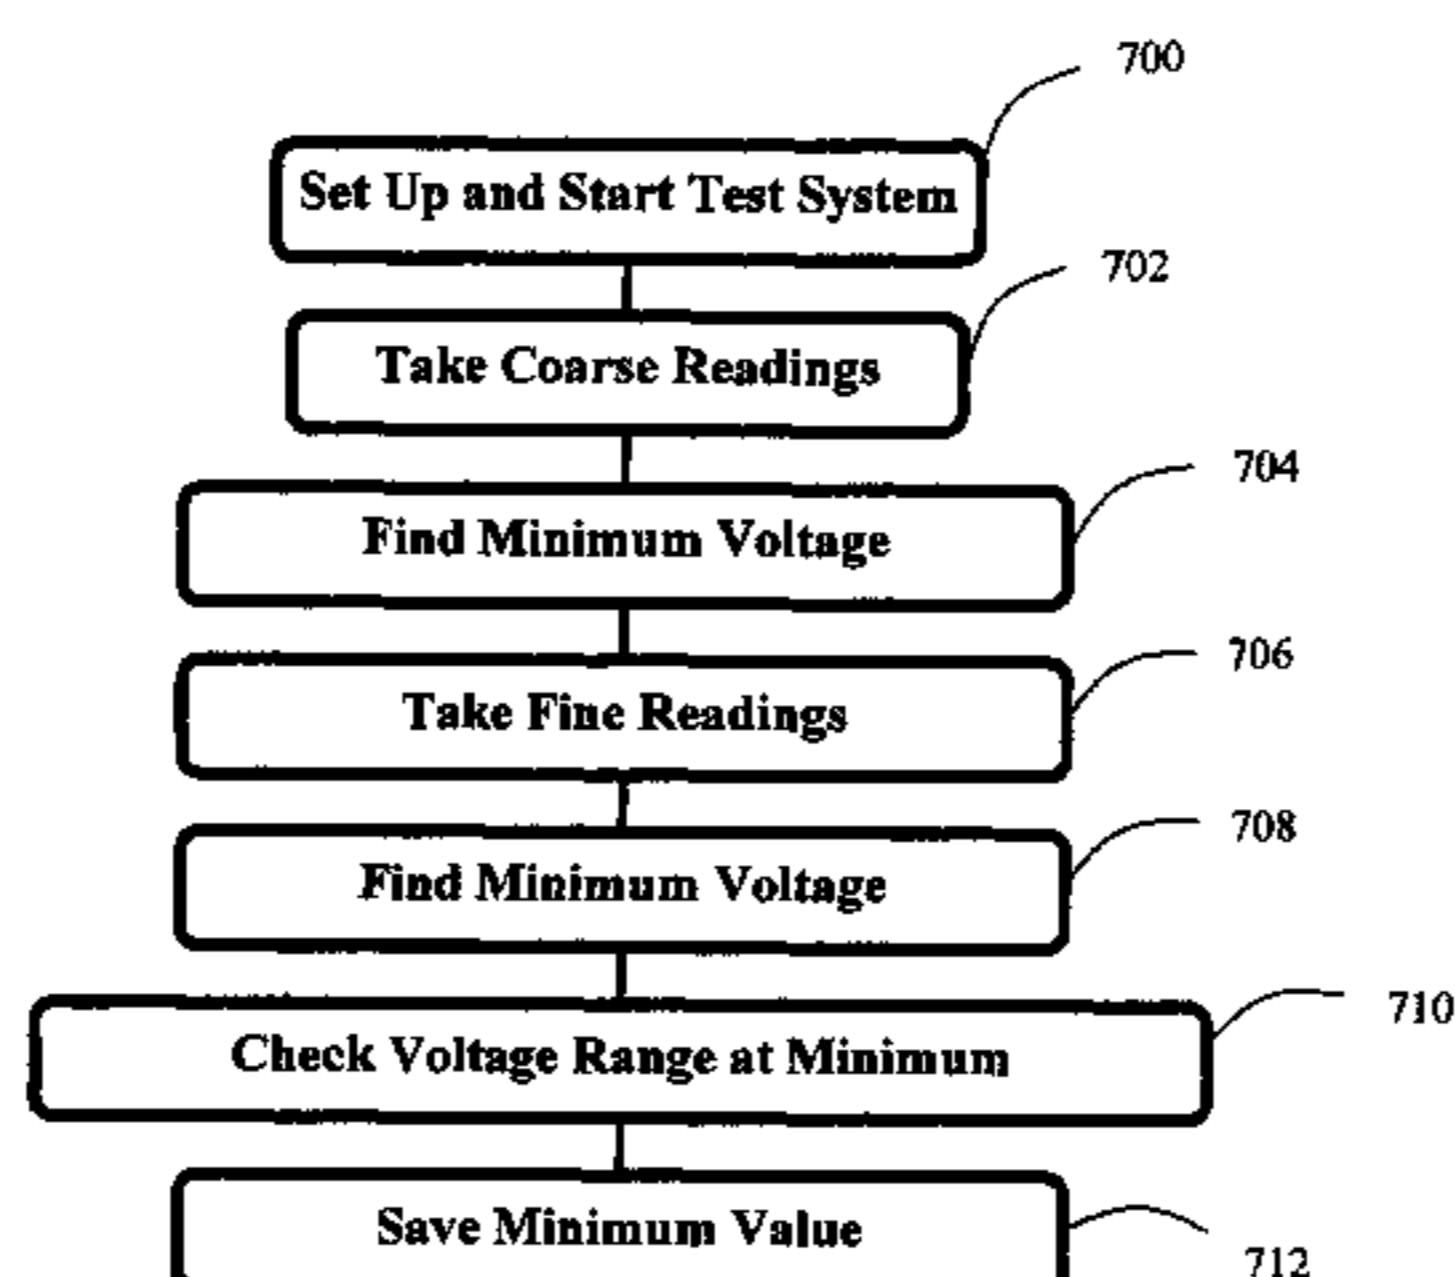 700
Set Up and Start Test System
702
Take Coarse Readings
704
Find Minimum Voltage
706
Take Fine Readings
708
Find Minimum Voltage
710
Check Voltage Range at Minimum
Save Minimum Value
712